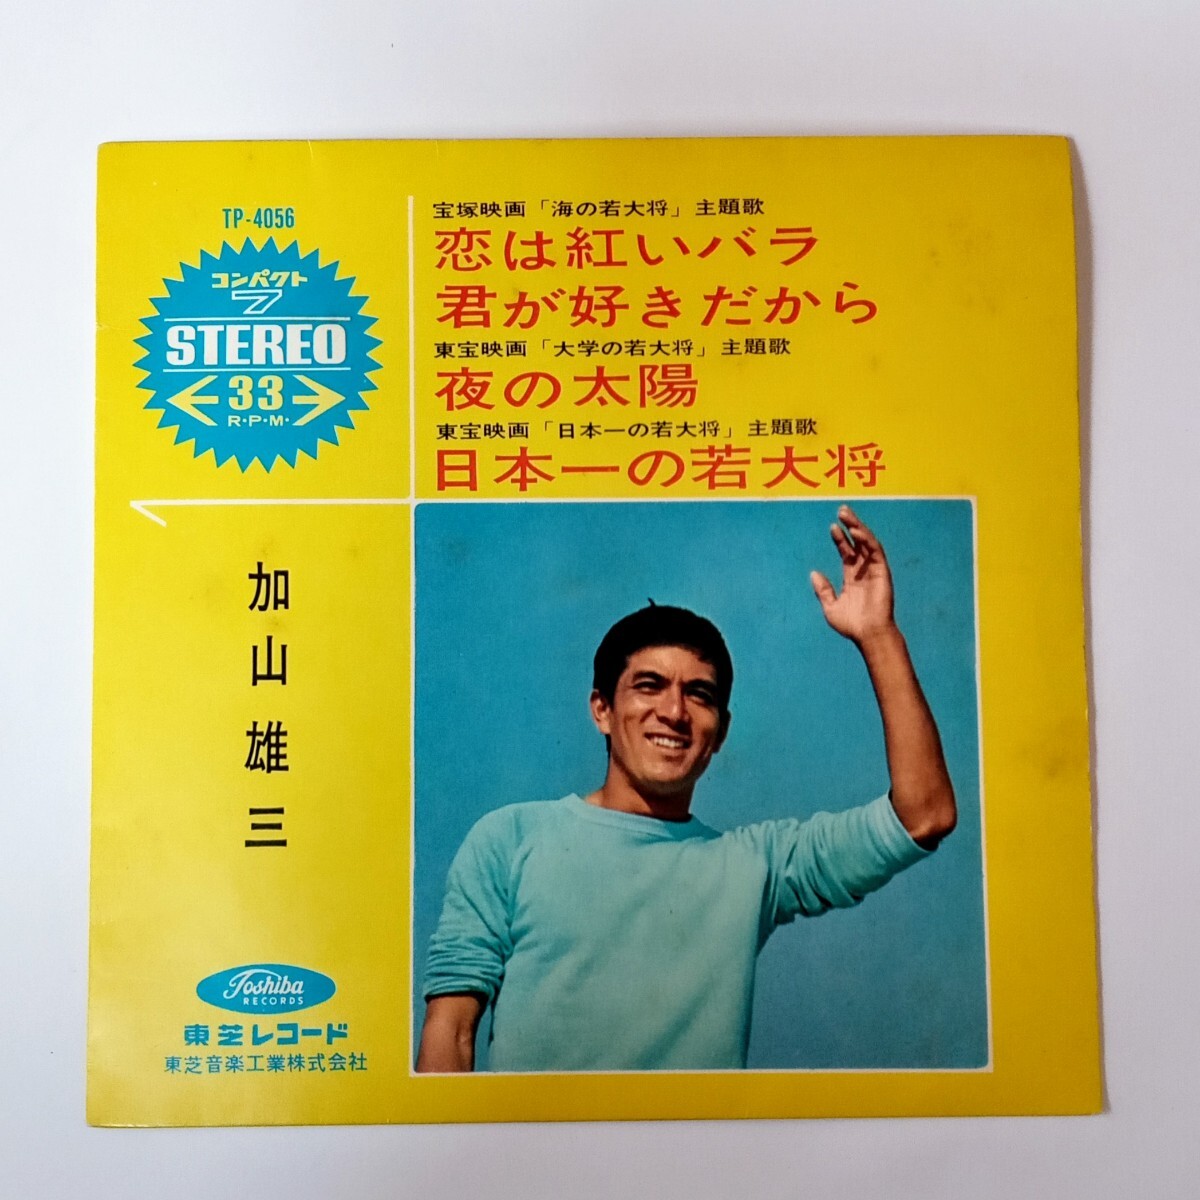 TP-4056
コンパクト
7
STEREO
33
R・P・M・
宝塚映画「海の若大将」主題歌
恋は紅いバラ
君が好きだから
東宝映画「大学の若大将」主題歌
夜の太陽
東宝映画「日本一の若大将」主題歌
日本一の若大将
加山雄三
Toshiba
RECORDS
東芝レコード
東芝音楽工業株式会社